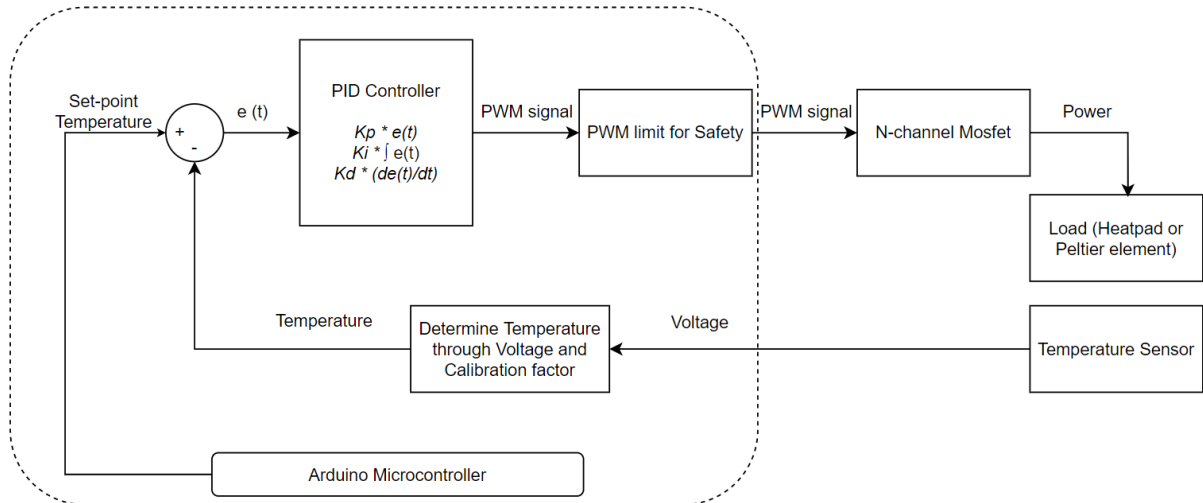 Set-point
Temperature
+
-
e (t)
PID Controller
Kp * e(t)
Ki * ∫ e(t)
Kd * (de(t)/dt)
PWM signal
PWM limit for Safety
PWM signal
N-channel Mosfet
Power
Load (Heatpad or
Peltier element)
Temperature
Determine Temperature
through Voltage and
Calibration factor
Voltage
Temperature Sensor
Arduino Microcontroller